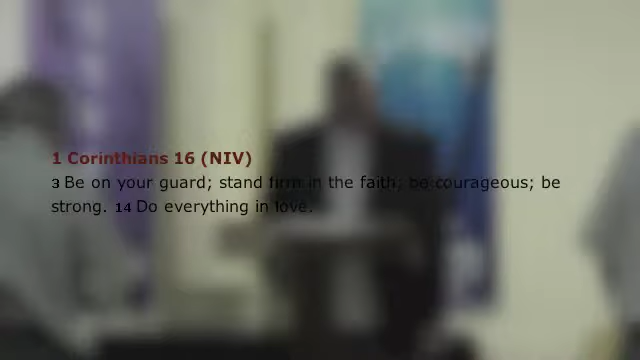 1 Corinthians 16 (NIV)
3 Be on your guard; stand firm in the faith; be courageous; be
strong. 14 Do everything in love.